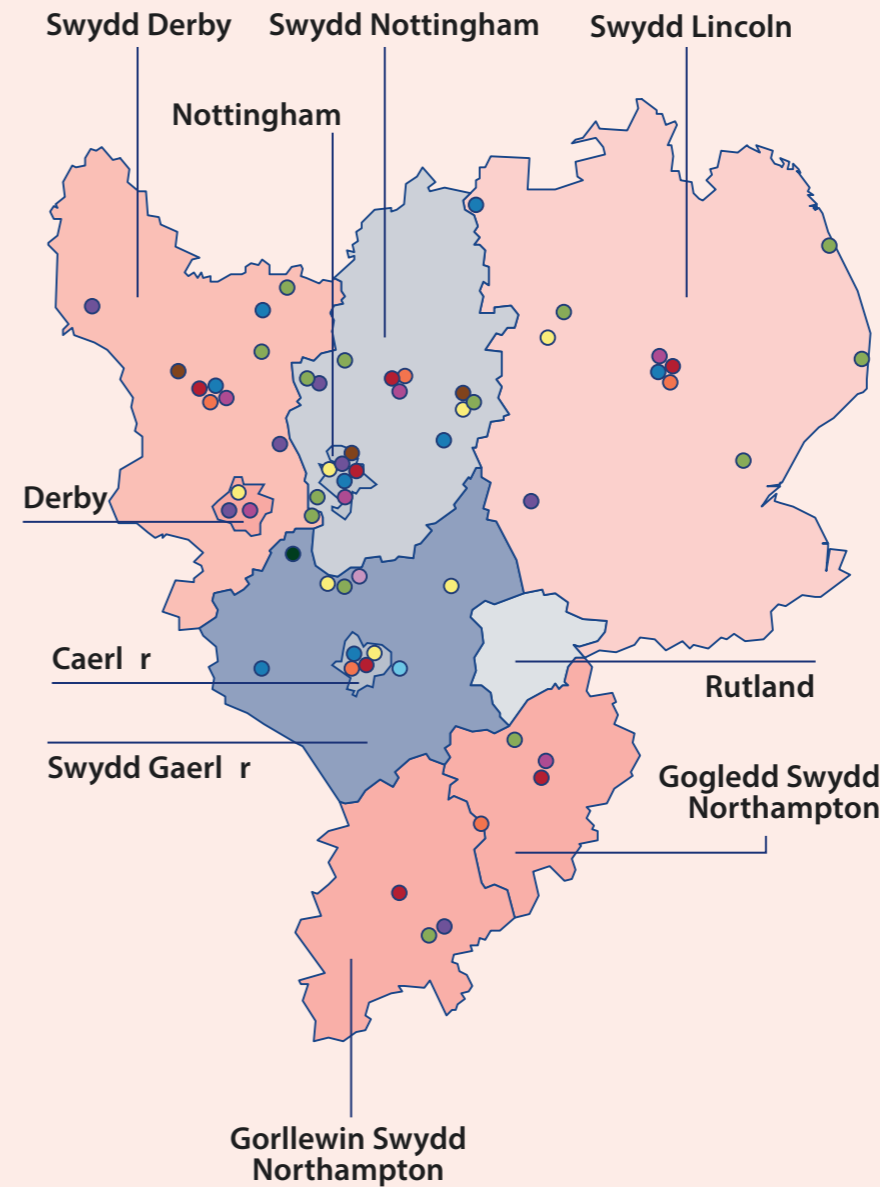 Swydd Derby
Swydd Nottingham
Swydd Lincoln
Nottingham
Derby
Caerl r
Rutland
Swydd Gaerl r
Gogledd Swydd
Northampton
Gorllewin Swydd
Northampton